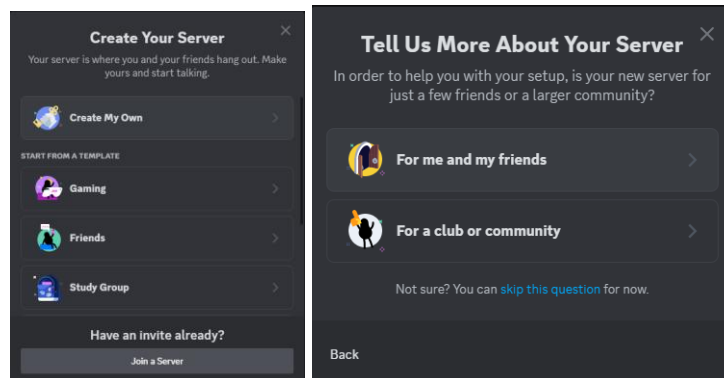 Create Your Server
Your server is where you and your friends hang out. Make
yours and start talking.
Create My Own
START FROM A TEMPLATE
Gaming
Friends
Study Group
Have an invite already?
Join a Server
Tell Us More About Your Server
In order to help you with your setup, is your new server for
just a few friends or a larger community?
For me and my friends
For a club or community
Not sure? You can skip this question for now.
Back